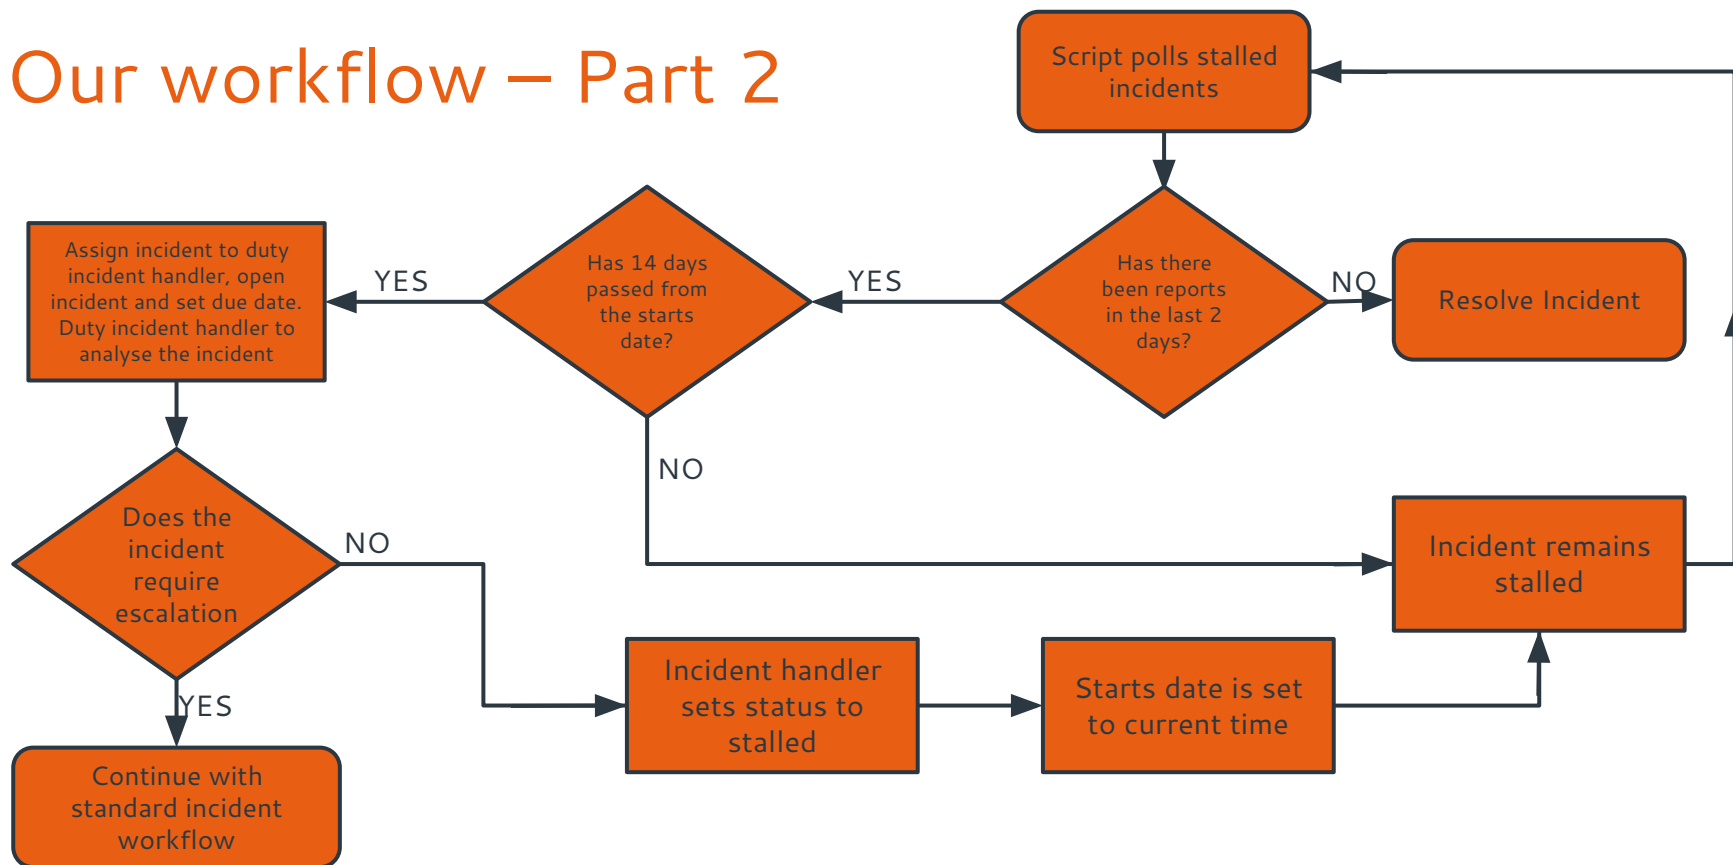 Our workflow – Part 2
Script polls stalled
incidents
Has there
been reports
in the last 2
days?
NO
Resolve Incident
YES
Has 14 days
passed from
the starts
date?
YES
Assign incident to duty
incident handler, open
incident and set due date.
Duty incident handler to
analyse the incident
NO
Does the
incident
require
escalation
NO
YES
Continue with
standard incident
workflow
Incident handler
sets status to
stalled
Starts date is set
to current time
Incident remains
stalled